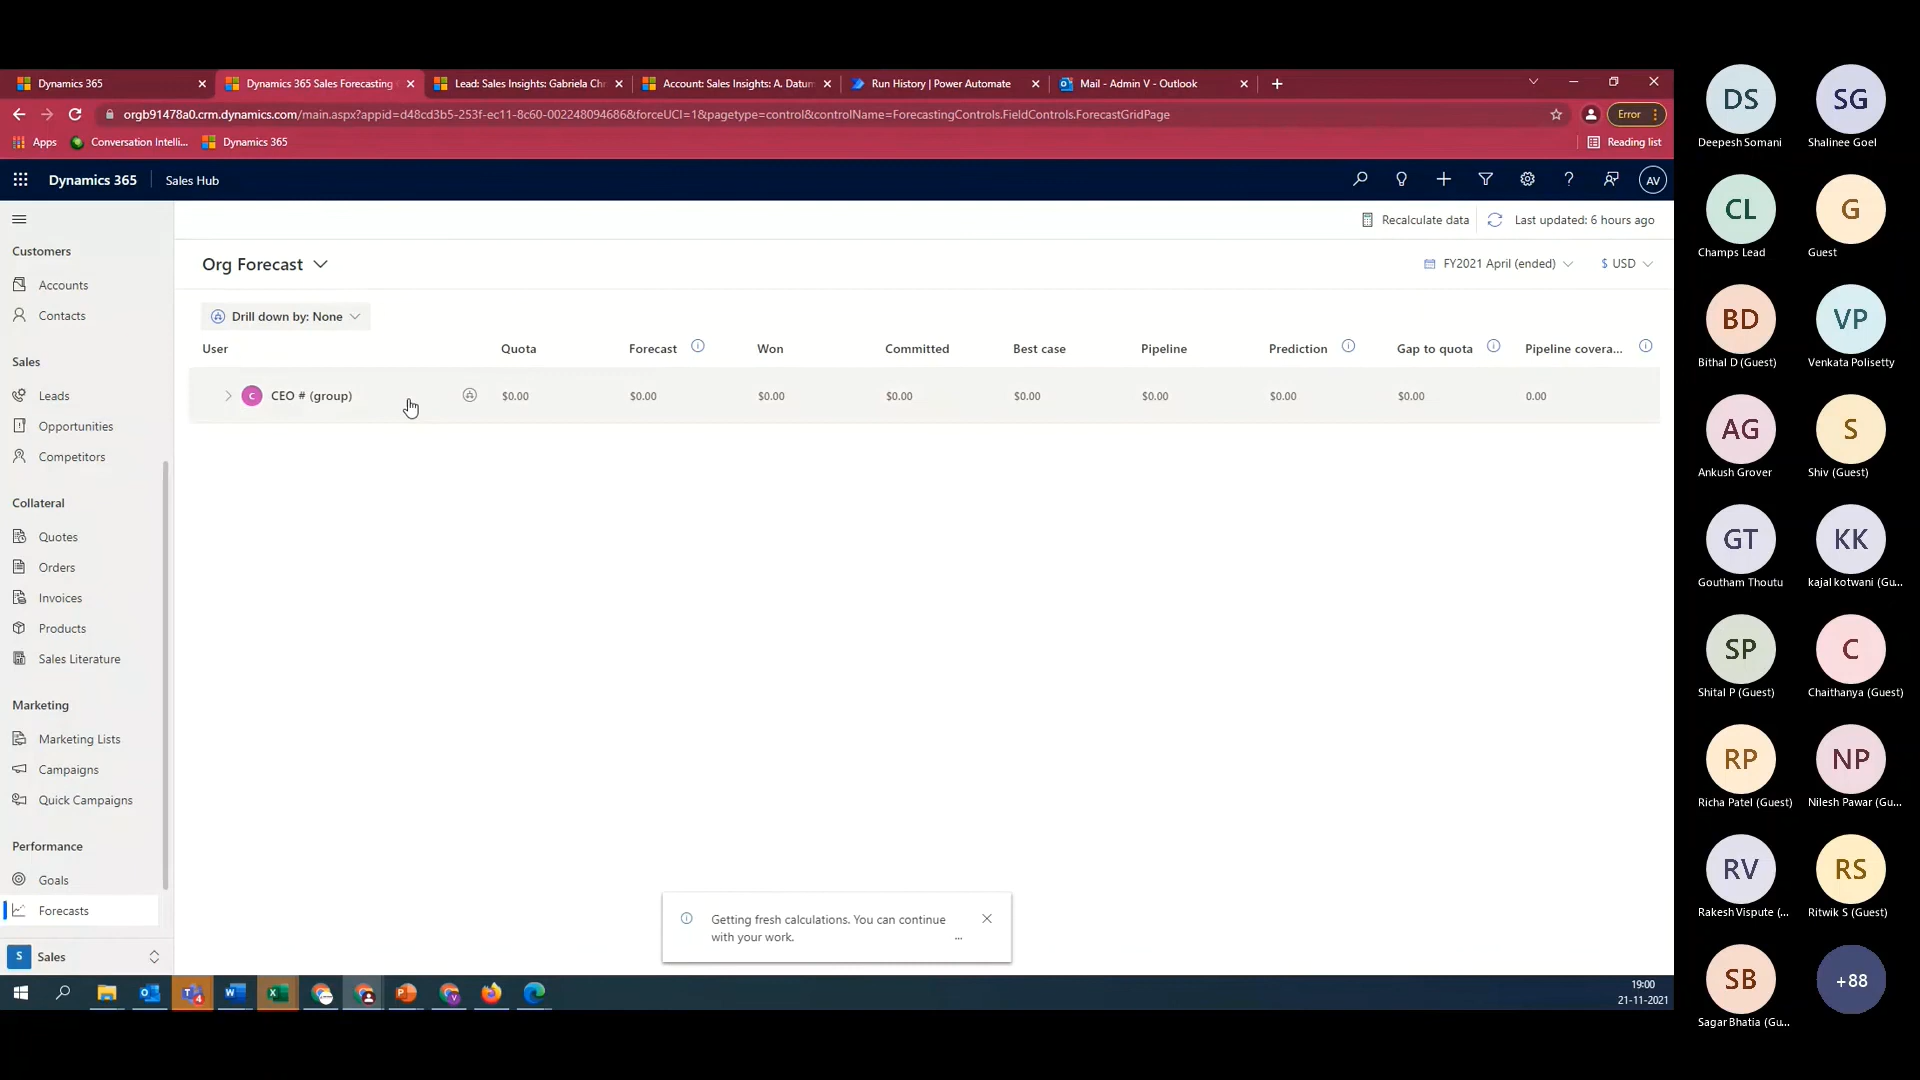 Dynamics 365
Dynamics 365 Sales Forecasting
Lead: Sales Insights: Gabriela Chr
Account: Sales Insights: A. Datum
Run History | Power Automate
Mail - Admin V - Outlook
orgb91478a0.crm.dynamics.com/main.aspx?appid=d48cd3b5-253f-ec11-8c60-002248094686&forceUCI=1&pagetype=control&controlName=ForecastingControls.FieldControls.ForecastGridPage
Error
Apps
Conversation Intelli...
Dynamics 365
Reading list
Dynamics 365
Sales Hub
AV
Customers
Accounts
Contacts
Sales
Leads
Opportunities
Competitors
Collateral
Quotes
Orders
Invoices
Products
Sales Literature
Marketing
Marketing Lists
Campaigns
Quick Campaigns
Performance
Goals
Forecasts
S Sales
Recalculate data
Last updated: 6 hours ago
Org Forecast
FY2021 April (ended)
$ USD
Drill down by: None
User Quota Forecast Won Committed Best case Pipeline Prediction Gap to quota Pipeline covera...
C CEO # (group) $0.00 $0.00 $0.00 $0.00 $0.00 $0.00 $0.00 $0.00 0.00
Getting fresh calculations. You can continue
with your work.
...
19:00
21-11-2021
DS SG
Deepesh Somani Shalinee Goel
CL G
Champs Lead Guest
BD VP
Bithal D (Guest) Venkata Polisetty
AG S
Ankush Grover Shiv (Guest)
GT KK
Goutham Thoutu kajal kotwani (Gu...
SP C
Shital P (Guest) Chaithanya (Guest)
RP NP
Richa Patel (Guest) Nilesh Pawar (Gu...
RV RS
Rakesh Vispute (... Ritwik S (Guest)
SB +88
Sagar Bhatia (Gu...